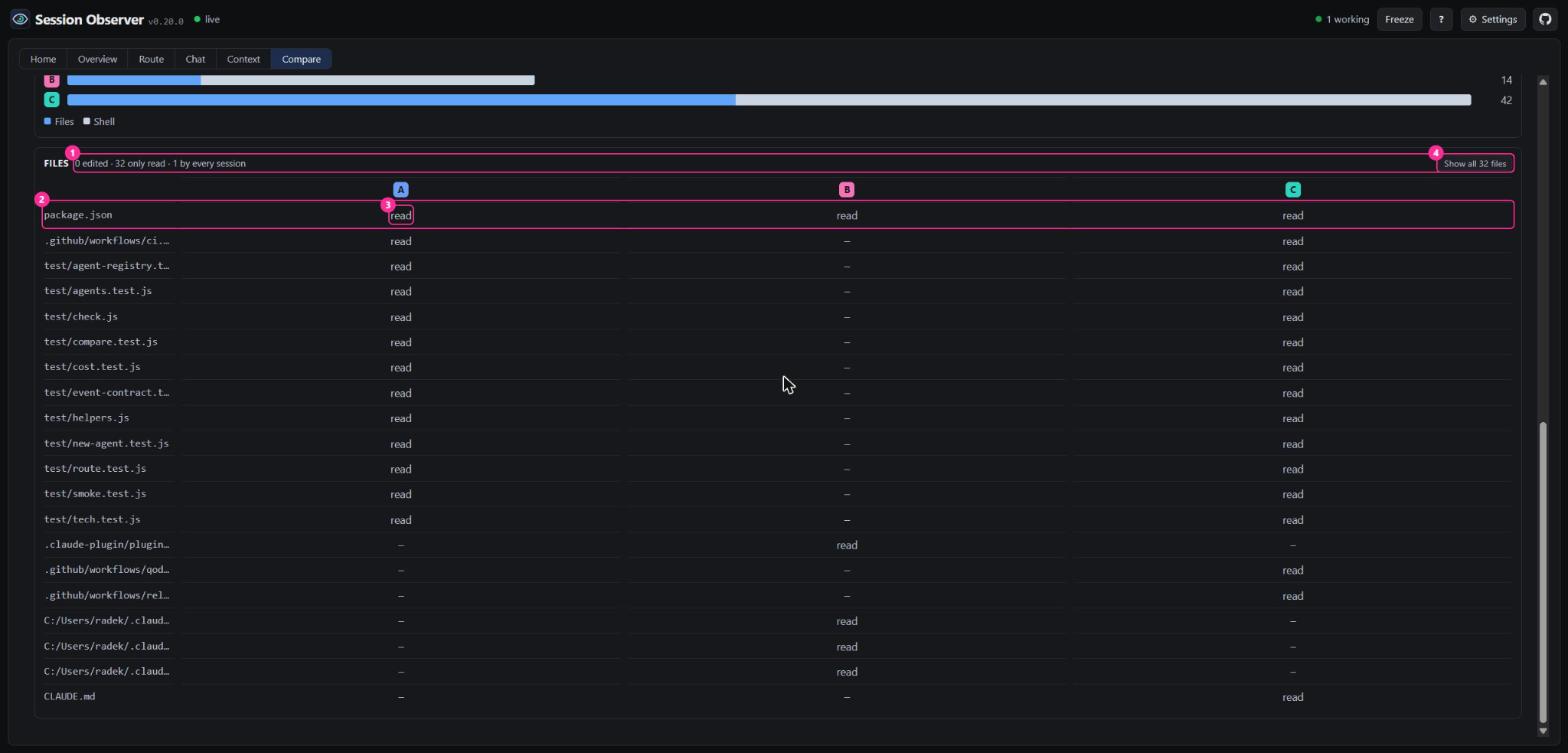 Session Observer v0.20.0 live 1 working Freeze ? Settings
Home Overview Route Chat Context Compare
B 14
C 42
Files Shell
1 4
FILES 0 edited · 32 only read · 1 by every session Show all 32 files
A B C
2 3
package.json read read read
.github/workflows/ci.… read – read
test/agent-registry.t… read – read
test/agents.test.js read – read
test/check.js read – read
test/compare.test.js read – read
test/cost.test.js read – read
test/event-contract.t… read – read
test/helpers.js read – read
test/new-agent.test.js read – read
test/route.test.js read – read
test/smoke.test.js read – read
test/tech.test.js read – read
.claude-plugin/plugin… – read –
.github/workflows/qod… – – read
.github/workflows/rel… – – read
C:/Users/radek/.claud… – read –
C:/Users/radek/.claud… – read –
C:/Users/radek/.claud… – read –
CLAUDE.md – – read